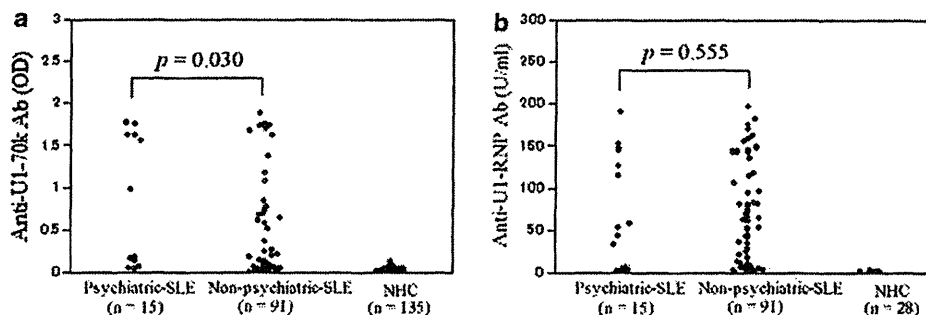 a
Anti-U1-70k Ab (OD)
3
2.5
2
1.5
1
0.5
0
p = 0.030
Psychiatric-SLE
(n = 15)
Non-psychiatric-SLE
(n = 91)
NHC
(n = 135)
b
Anti-U1-RNP Ab (U/ml)
300
250
200
150
100
50
0
p = 0.555
Psychiatric-SLE
(n = 15)
Non-psychiatric-SLE
(n = 91)
NHC
(n = 28)